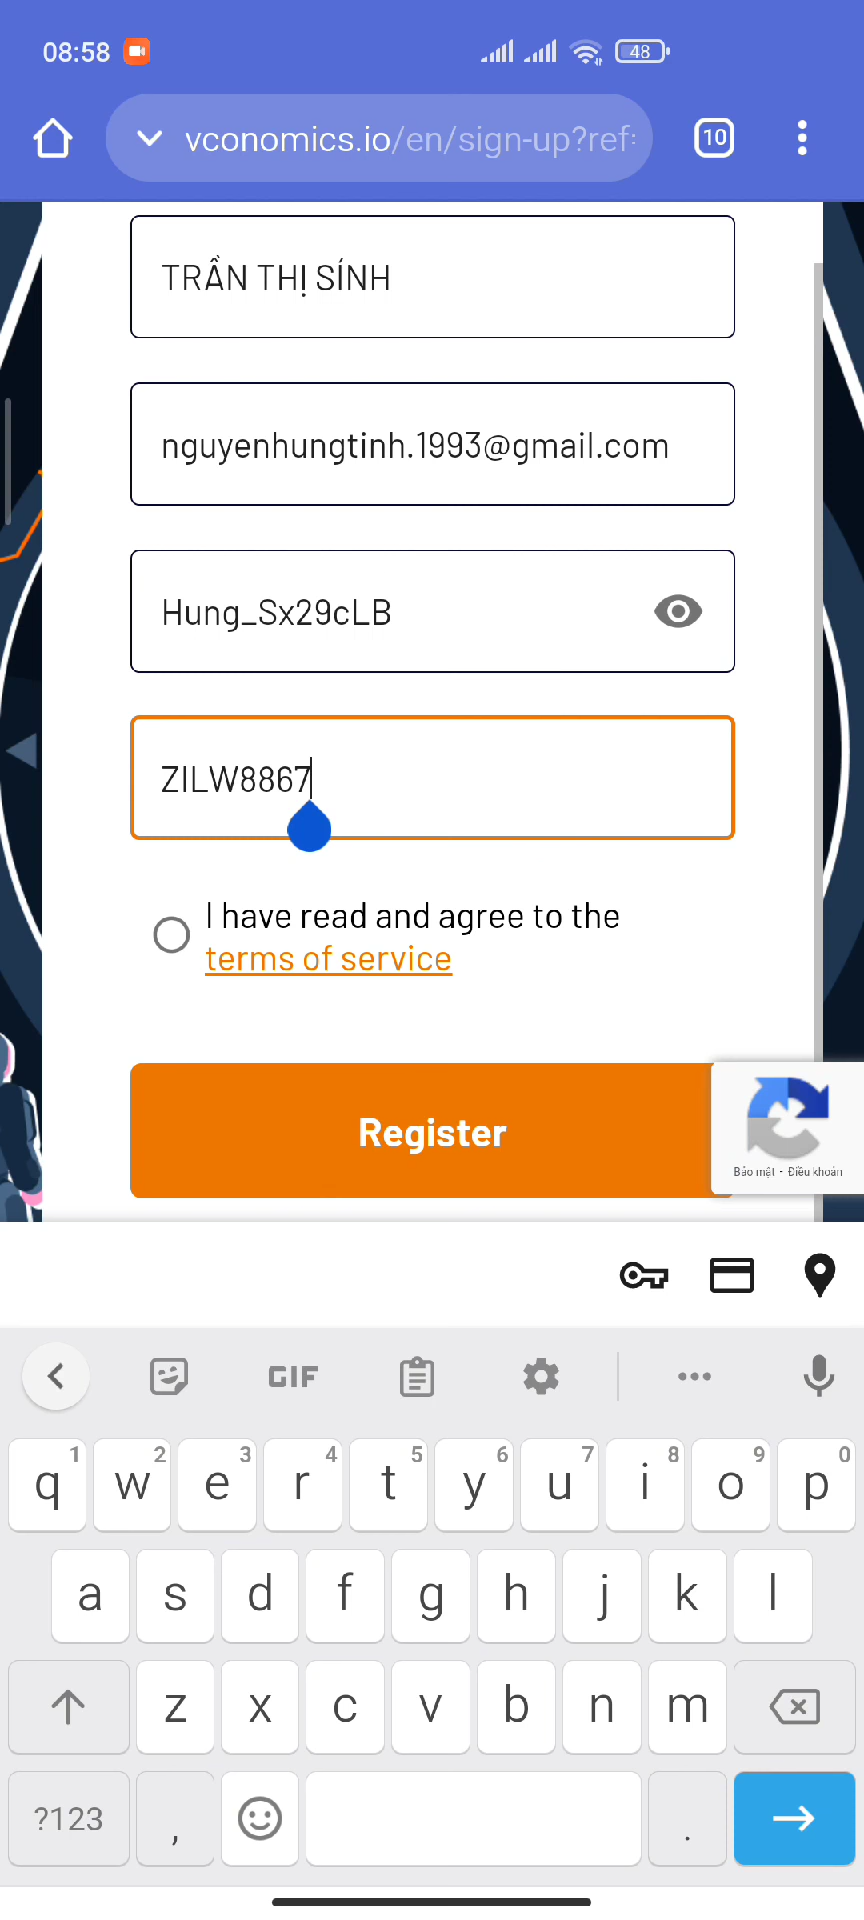 08:58
48
vconomics.io/en/sign-up?ref=
10
TRẦN THỊ SÍNH
nguyenhungtinh.1993@gmail.com
Hung_Sx29cLB
ZILW8867
I have read and agree to the
terms of service
Register
Bảo mật - Điều khoản
GIF
1 2 3 4 5 6 7 8 9 0
q w e r t y u i o p
a s d f g h j k l
z x c v b n m
?123 , .